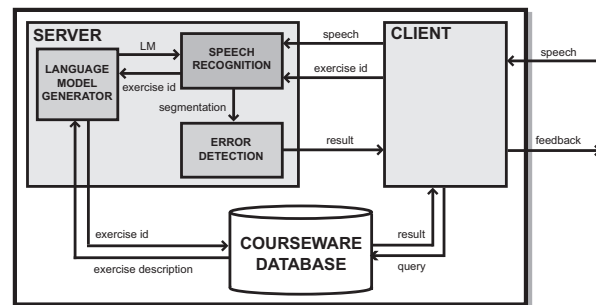 SERVER
CLIENT
LM
SPEECH
RECOGNITION
LANGUAGE
MODEL
GENERATOR
exercise id
speech
exercise id
speech
segmentation
ERROR
DETECTION
result
feedback
exercise id
exercise description
COURSEWARE
DATABASE
result
query